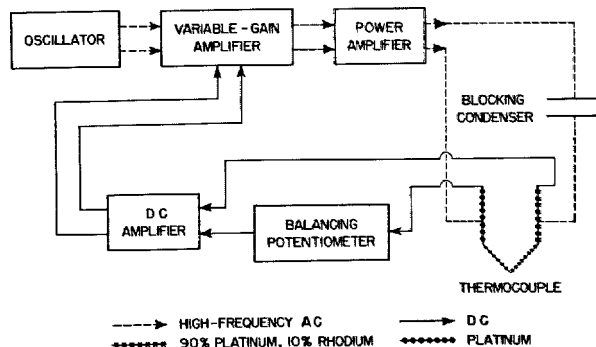 OSCILLATOR
VARIABLE-GAIN
AMPLIFIER
POWER
AMPLIFIER
BLOCKING
CONDENSER
DC
AMPLIFIER
BALANCING
POTENTIOMETER
THERMOCOUPLE
HIGH-FREQUENCY AC
DC
90% PLATINUM, 10% RHODIUM
PLATINUM